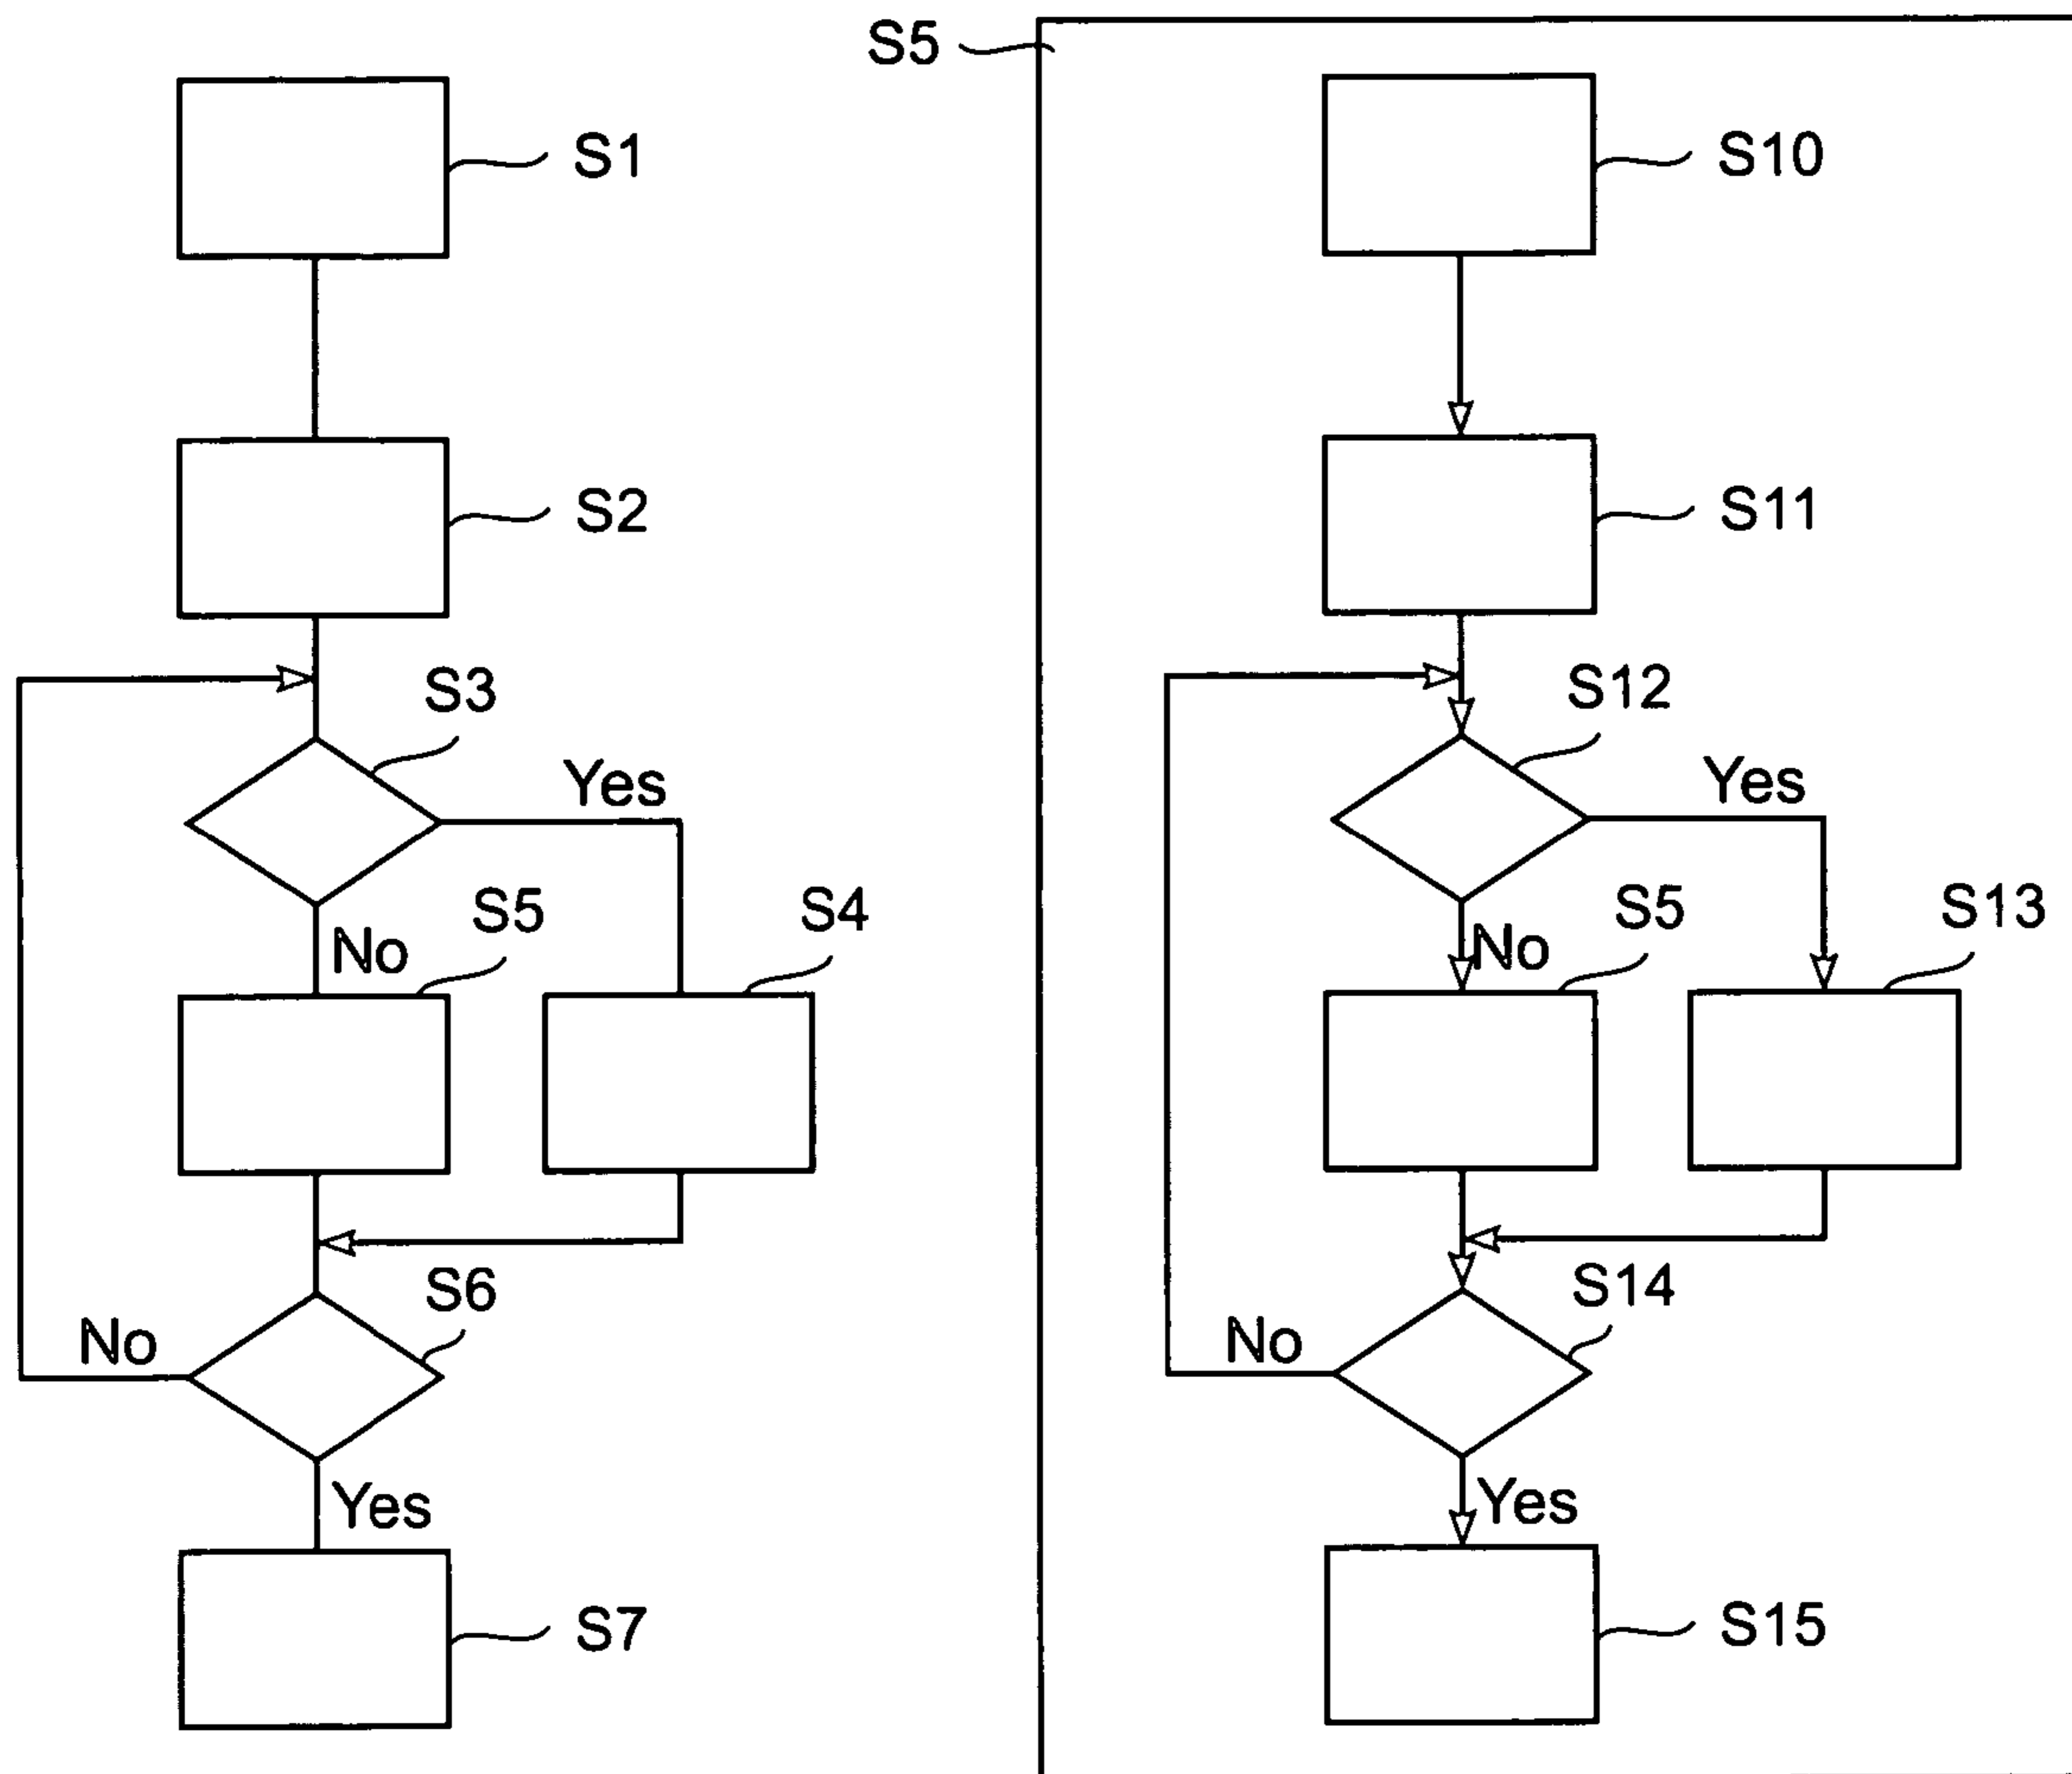 S1
S2
S3
Yes
No
S5
S4
S6
No
Yes
S7
S5
S10
S11
S12
Yes
No
S5
S13
S14
No
Yes
S15